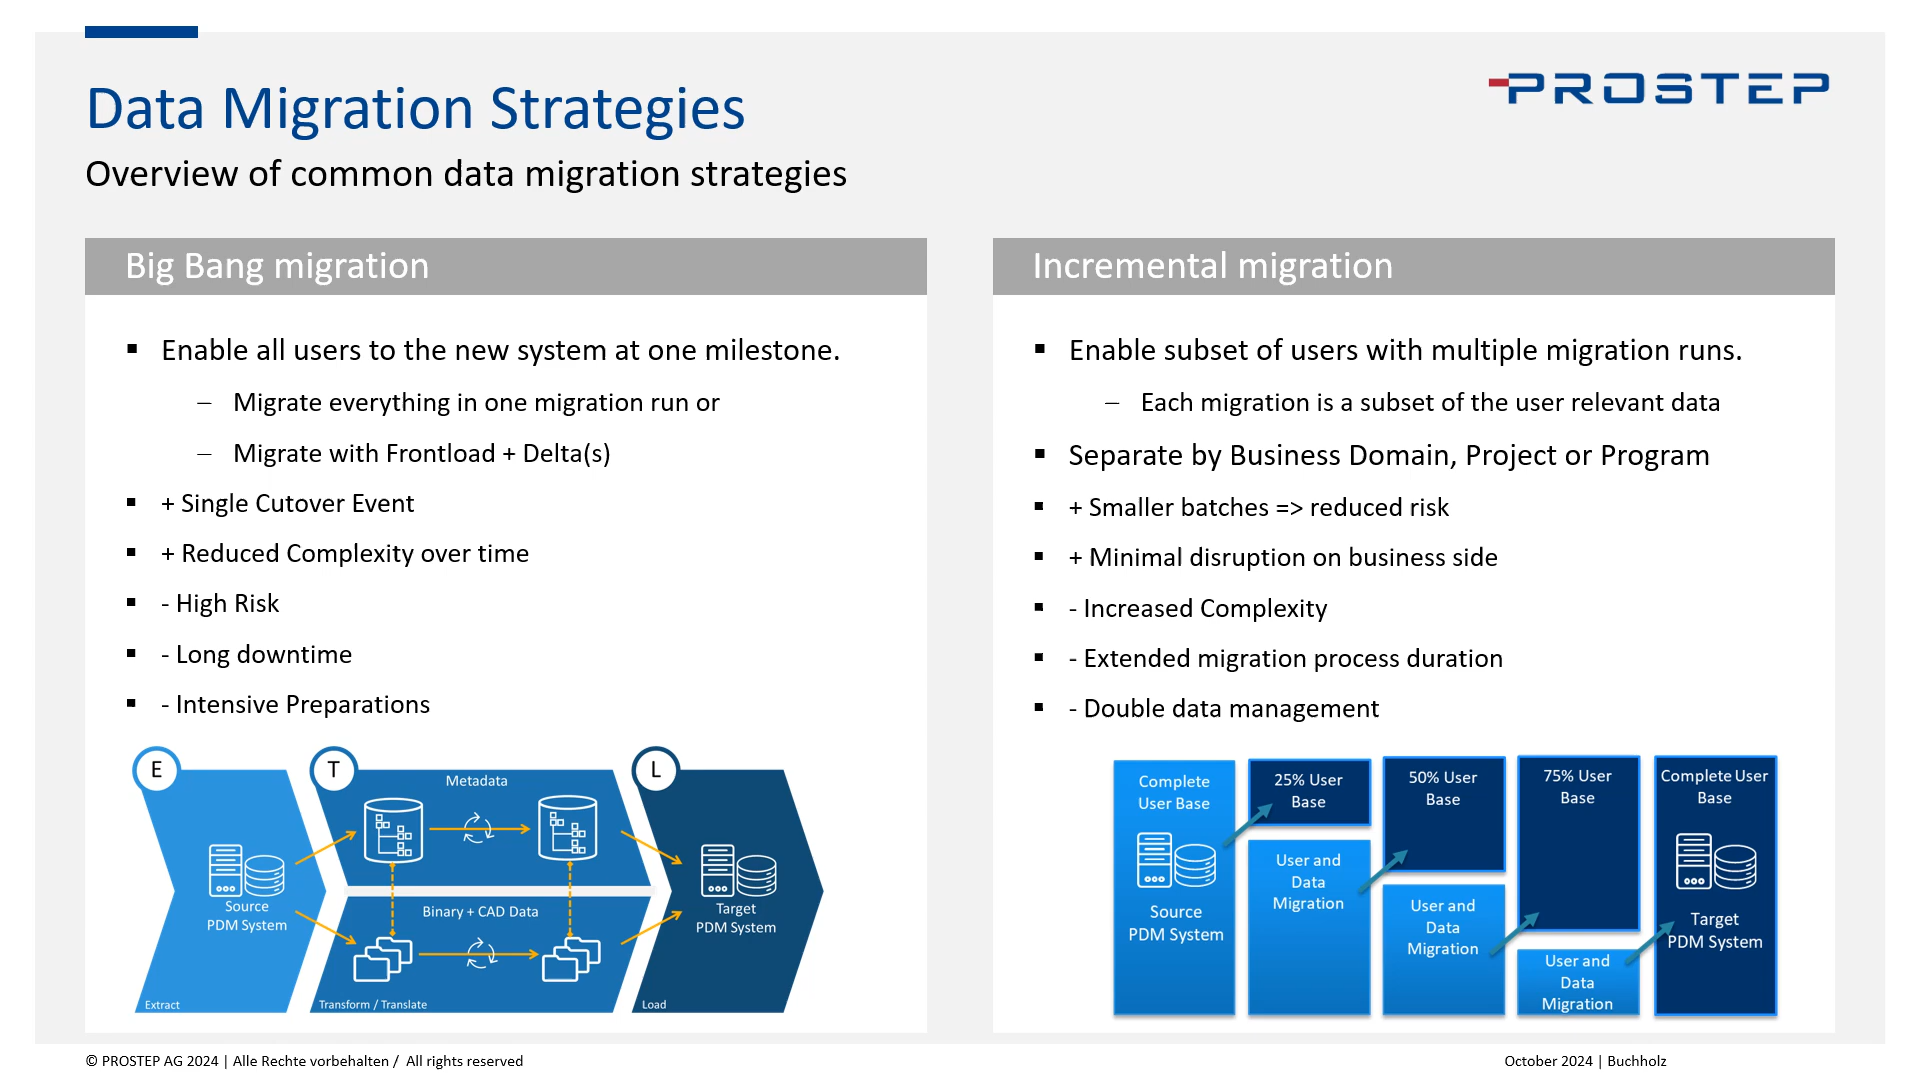 PROSTEP
Data Migration Strategies
Overview of common data migration strategies
Big Bang migration
▪ Enable all users to the new system at one milestone.
– Migrate everything in one migration run or
– Migrate with Frontload + Delta(s)
▪ + Single Cutover Event
▪ + Reduced Complexity over time
▪ - High Risk
▪ - Long downtime
▪ - Intensive Preparations
E
T
L
Metadata
Source
PDM System
Binary + CAD Data
Target
PDM System
Extract
Transform / Translate
Load
Incremental migration
▪ Enable subset of users with multiple migration runs.
– Each migration is a subset of the user relevant data
▪ Separate by Business Domain, Project or Program
▪ + Smaller batches => reduced risk
▪ + Minimal disruption on business side
▪ - Increased Complexity
▪ - Extended migration process duration
▪ - Double data management
Complete
User Base
Source
PDM System
25% User
Base
User and
Data
Migration
50% User
Base
User and
Data
Migration
75% User
Base
User and
Data
Migration
Complete User
Base
Target
PDM System
© PROSTEP AG 2024 | Alle Rechte vorbehalten / All rights reserved
October 2024 | Buchholz